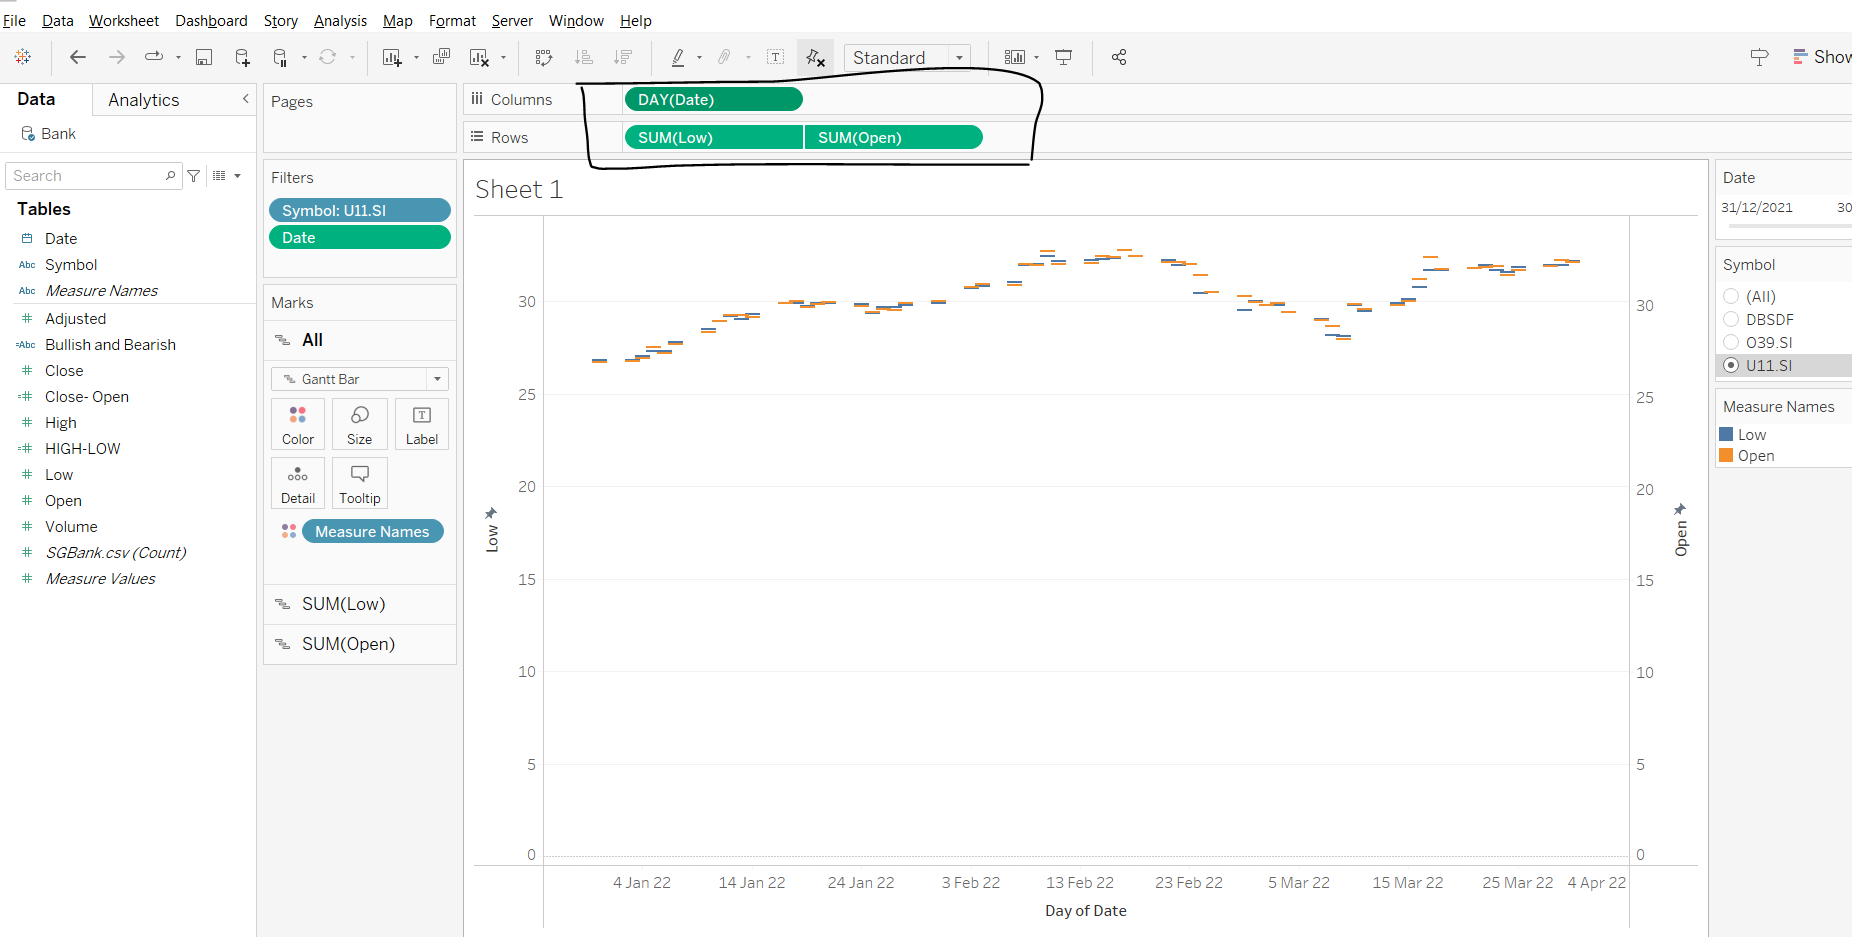 File Data Worksheet Dashboard Story Analysis Map Format Server Window Help
Standard
Show
Data Analytics
Bank
Search
Tables
Date
Abc Symbol
Abc Measure Names
Adjusted
=Abc Bullish and Bearish
Close
Close- Open
High
HIGH-LOW
Low
Open
Volume
SGBank.csv (Count)
Measure Values
Pages
Filters
Symbol: U11.SI
Date
Marks
All
Gantt Bar
Color Size Label
Detail Tooltip
Measure Names
SUM(Low)
SUM(Open)
Columns DAY(Date)
Rows SUM(Low) SUM(Open)
Sheet 1
30
25
20
15
10
5
0
Low
30
25
20
15
10
5
0
Open
4 Jan 22 14 Jan 22 24 Jan 22 3 Feb 22 13 Feb 22 23 Feb 22 5 Mar 22 15 Mar 22 25 Mar 22 4 Apr 22
Day of Date
Date
31/12/2021 30
Symbol
(All)
DBSDF
O39.SI
U11.SI
Measure Names
Low
Open